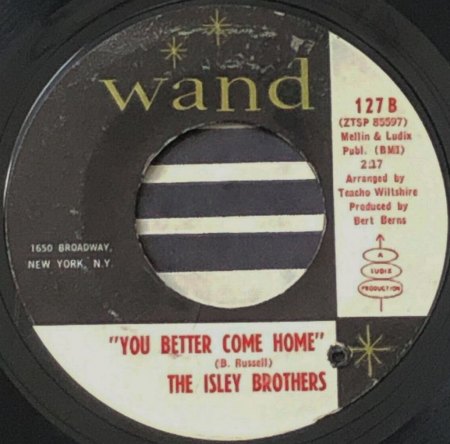 wand
127 B
(ZTSP 85597)
Mellin & Ludix
Publ. (BMI)
2:17
Arranged by
Teacho Wiltshire
Produced by
Bert Berns
A
LUDIX
PRODUCTION
1650 BROADWAY,
NEW YORK, N.Y.
"YOU BETTER COME HOME"
(B. Russell)
THE ISLEY BROTHERS